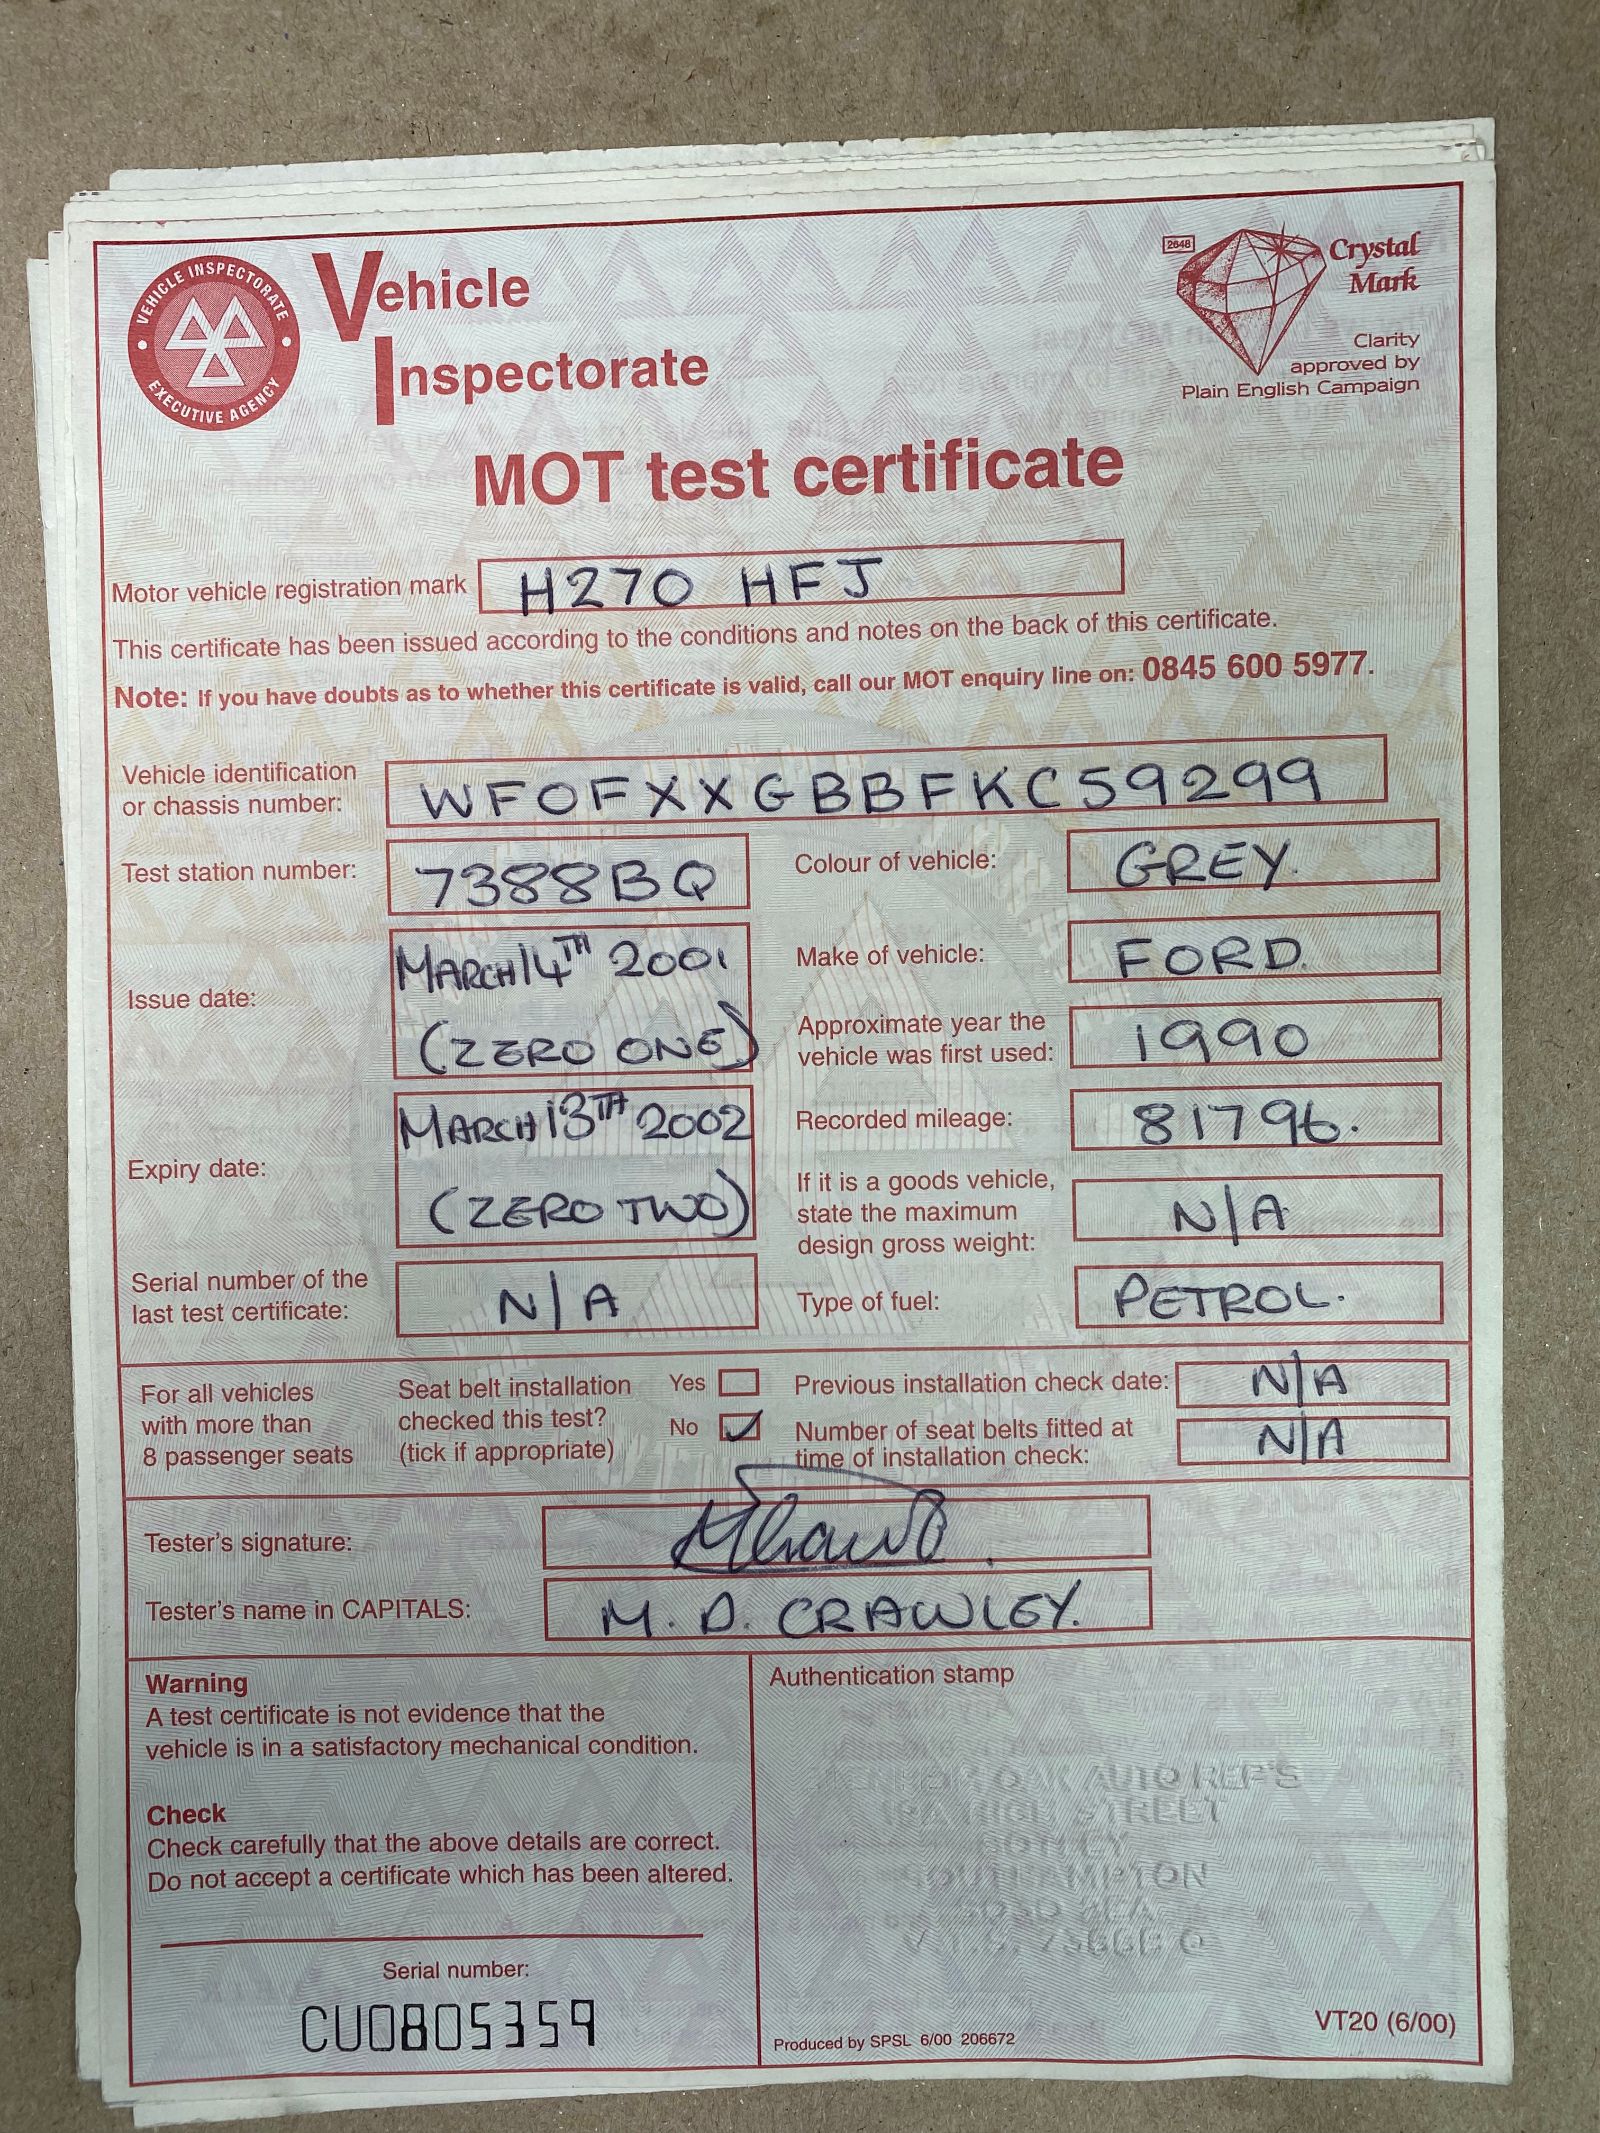 VEHICLE INSPECTORATE
EXECUTIVE AGENCY
Vehicle
Inspectorate
2648
Crystal
Mark
Clarity
approved by
Plain English Campaign
MOT test certificate
Motor vehicle registration mark H270 HFJ
This certificate has been issued according to the conditions and notes on the back of this certificate.
Note: If you have doubts as to whether this certificate is valid, call our MOT enquiry line on: 0845 600 5977.
Vehicle identification
or chassis number:
WFOFXXGBBFKC59299
Test station number: 7388BQ
Colour of vehicle: GREY.
Issue date:
MARCH 14TH 2001
(ZERO ONE)
Make of vehicle: FORD.
Approximate year the
vehicle was first used:
1990
Expiry date:
MARCH 13TH 2002
(ZERO TWO)
Recorded mileage: 81796.
If it is a goods vehicle,
state the maximum
design gross weight:
N/A
Serial number of the
last test certificate:
N/A
Type of fuel: PETROL.
For all vehicles
with more than
8 passenger seats
Seat belt installation
checked this test?
(tick if appropriate)
Yes
No
Previous installation check date: N/A
Number of seat belts fitted at
time of installation check:
N/A
Tester's signature:
Tester's name in CAPITALS: M. D. CRAWLEY.
Warning
A test certificate is not evidence that the
vehicle is in a satisfactory mechanical condition.
Check
Check carefully that the above details are correct.
Do not accept a certificate which has been altered.
Serial number:
CU0805359
Authentication stamp
OAK AUTO REP'S
HIGH STREET
BOTLEY
SOUTHAMPTON
V.T.S.
Produced by SPSL 6/00 206672
VT20 (6/00)